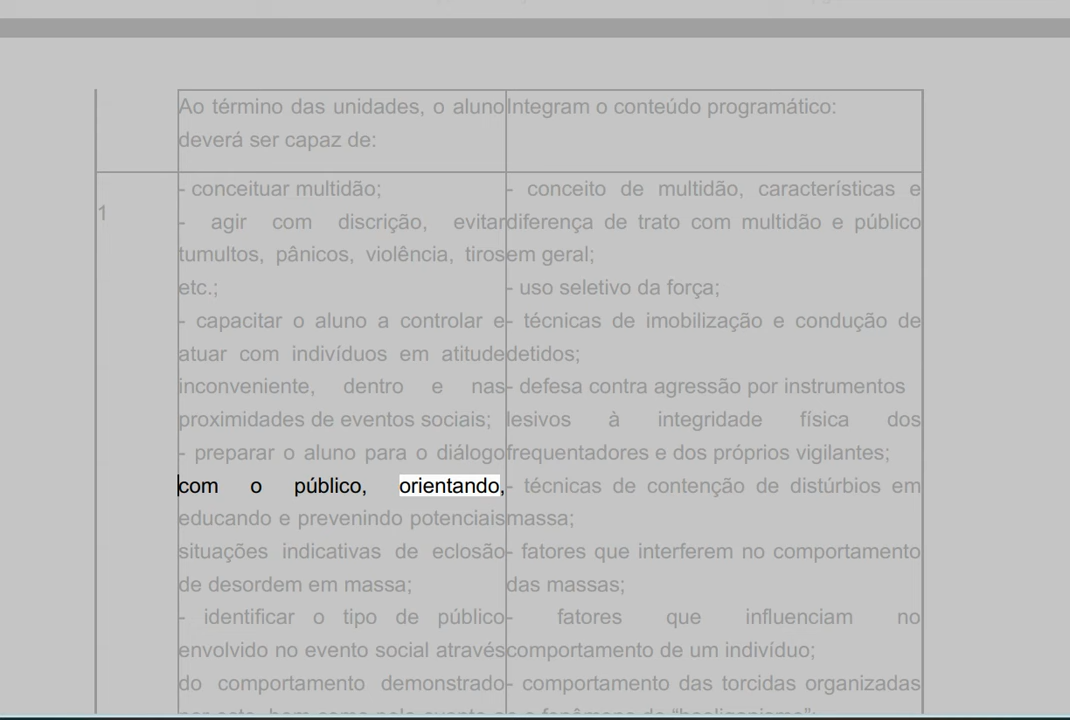 Ao término das unidades, o aluno
deverá ser capaz de:
Integram o conteúdo programático:
1
- conceituar multidão;
- agir com discrição, evitar
tumultos, pânicos, violência, tiros
etc.;
- capacitar o aluno a controlar e
atuar com indivíduos em atitude
inconveniente, dentro e nas
proximidades de eventos sociais;
- preparar o aluno para o diálogo
com o público, orientando,
educando e prevenindo potenciais
situações indicativas de eclosão
de desordem em massa;
- identificar o tipo de público
envolvido no evento social através
do comportamento demonstrado
- conceito de multidão, características e
diferença de trato com multidão e público
em geral;
- uso seletivo da força;
- técnicas de imobilização e condução de
detidos;
- defesa contra agressão por instrumentos
lesivos à integridade física dos
frequentadores e dos próprios vigilantes;
- técnicas de contenção de distúrbios em
massa;
- fatores que interferem no comportamento
das massas;
- fatores que influenciam no
comportamento de um indivíduo;
- comportamento das torcidas organizadas